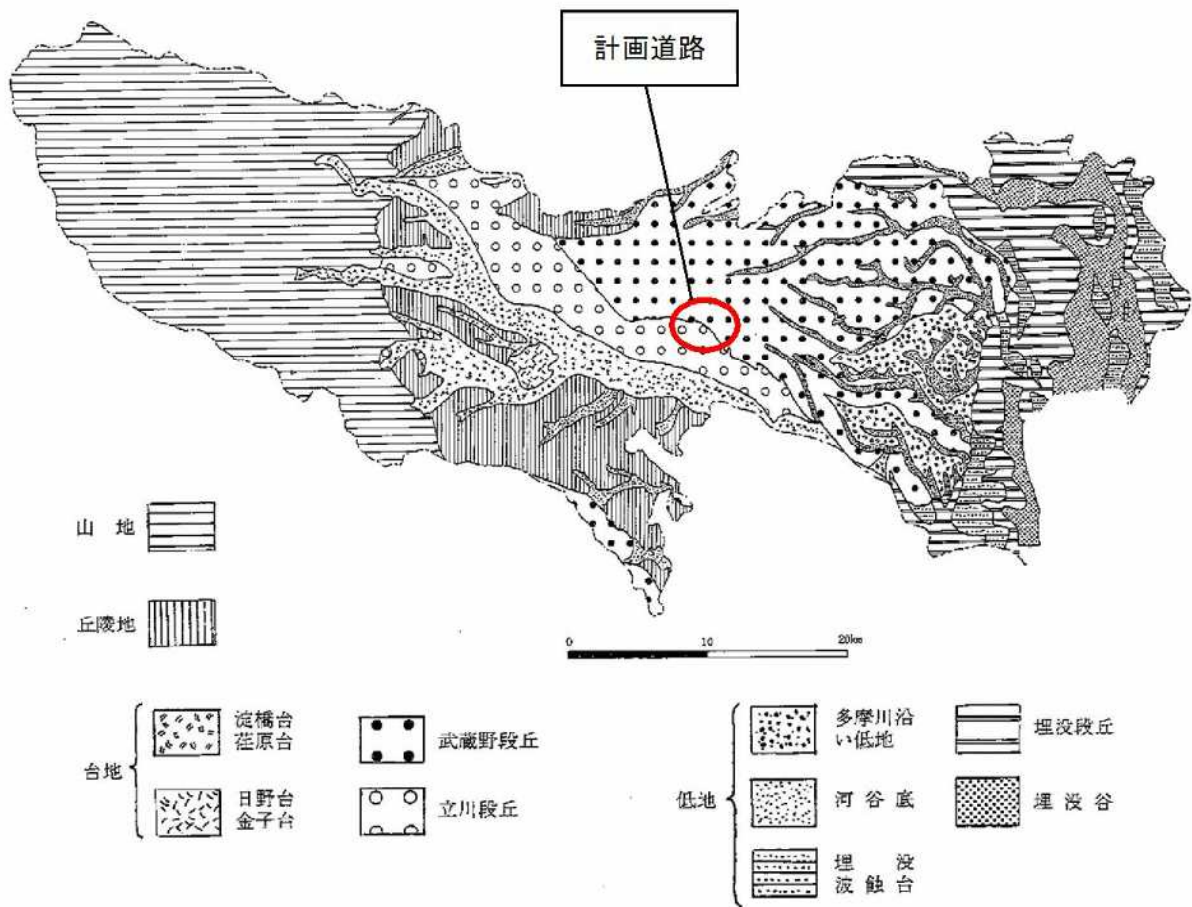 計画道路
山地
丘陵地
0 10 20km
台地
淀橋台
荏原台
武蔵野段丘
日野台
金子台
立川段丘
低地
多摩川沿
い低地
埋没段丘
河谷底
埋没谷
埋没
波蝕台